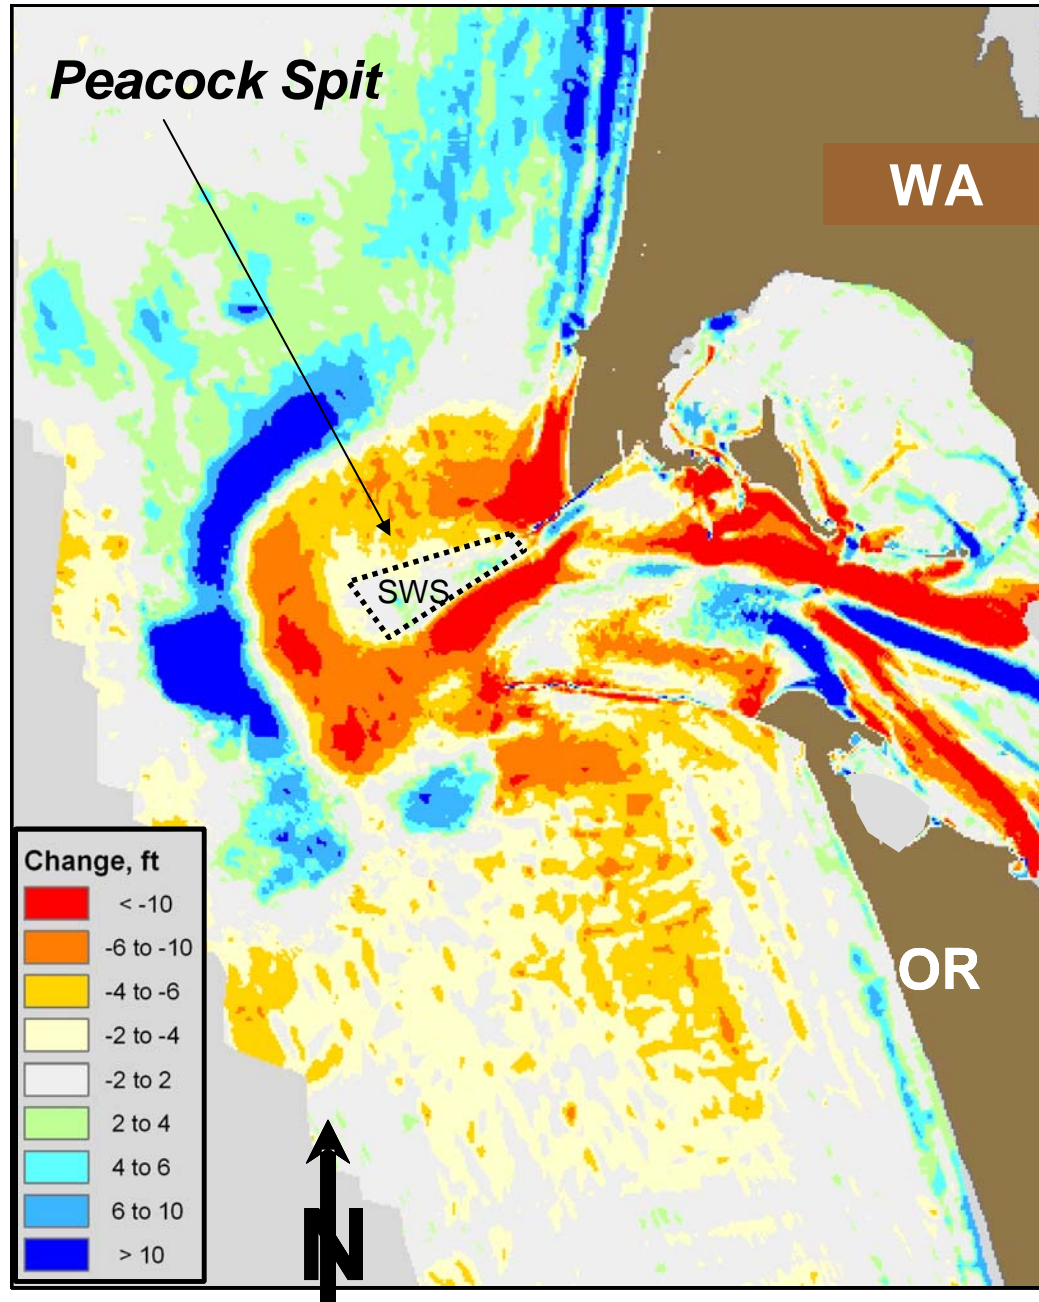 Peacock Spit
WA
SWS
Change, ft
< -10
-6 to -10
-4 to -6
-2 to -4
-2 to 2
2 to 4
4 to 6
6 to 10
> 10
OR
N